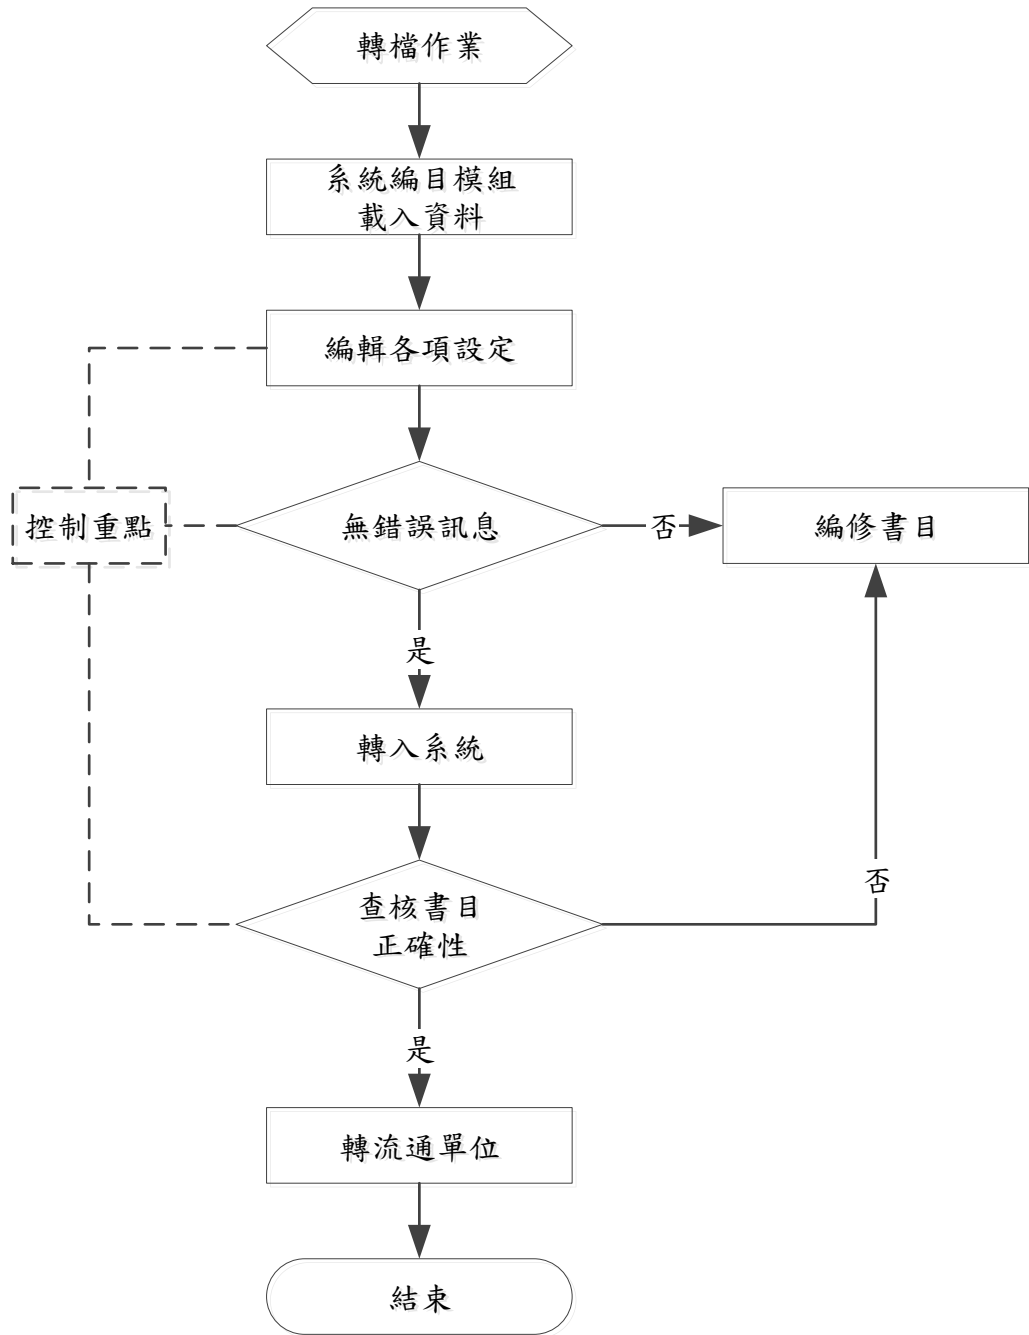 轉檔作業
系統編目模組
載入資料
編輯各項設定
控制重點
無錯誤訊息
否
編修書目
是
轉入系統
查核書目
正確性
否
是
轉流通單位
結束